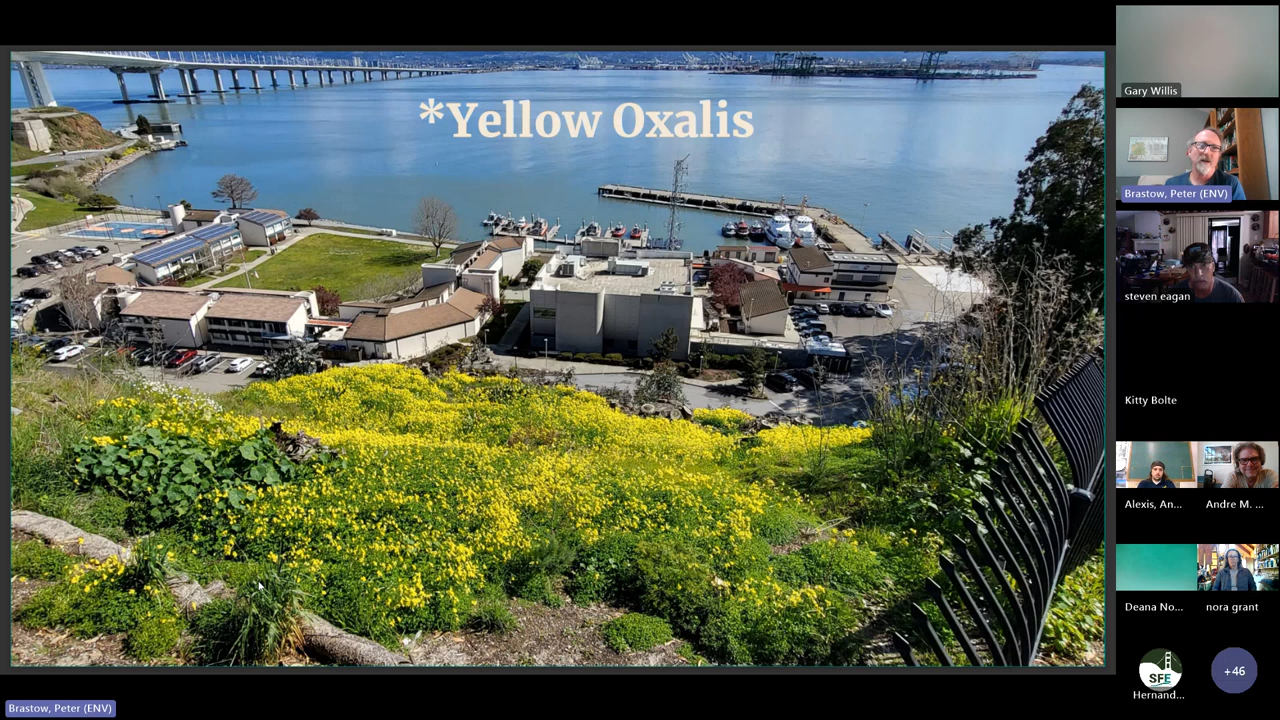 *Yellow Oxalis
Gary Willis
Brastow, Peter (ENV)
steven eagan
Kitty Bolte
Alexis, An...
Andre M. ...
Deana No...
nora grant
SFE
Hernand...
+46
Brastow, Peter (ENV)